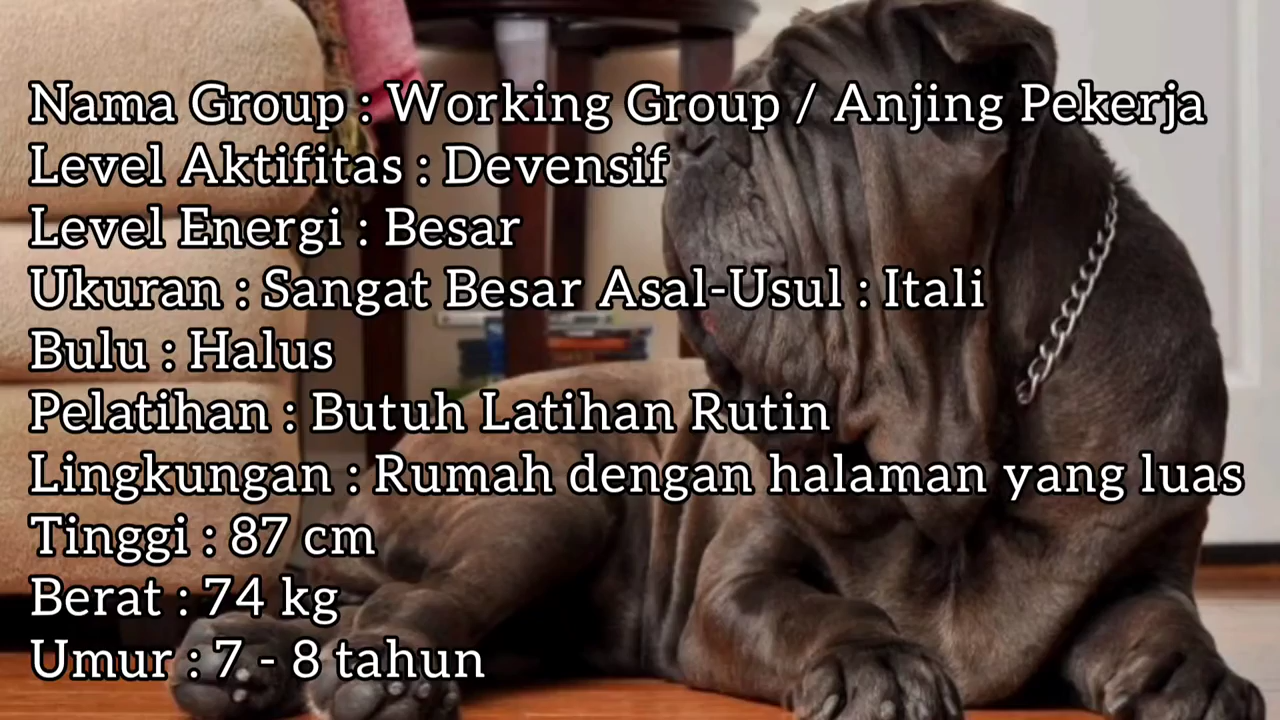 Nama Group : Working Group / Anjing Pekerja
Level Aktifitas : Devensif
Level Energi : Besar
Ukuran : Sangat Besar Asal-Usul : Itali
Bulu : Halus
Pelatihan : Butuh Latihan Rutin
Lingkungan : Rumah dengan halaman yang luas
Tinggi : 87 cm
Berat : 74 kg
Umur : 7 - 8 tahun